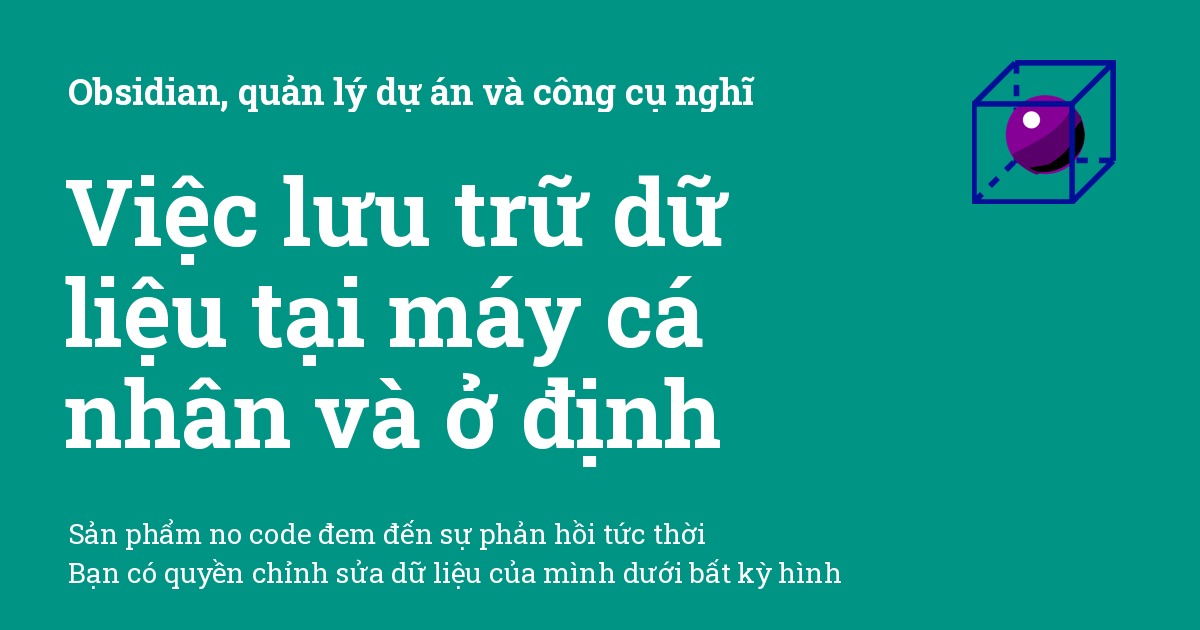 Obsidian, quản lý dự án và công cụ nghĩ
Việc lưu trữ dữ
liệu tại máy cá
nhân và ở định
Sản phẩm no code đem đến sự phản hồi tức thời
Bạn có quyền chỉnh sửa dữ liệu của mình dưới bất kỳ hình